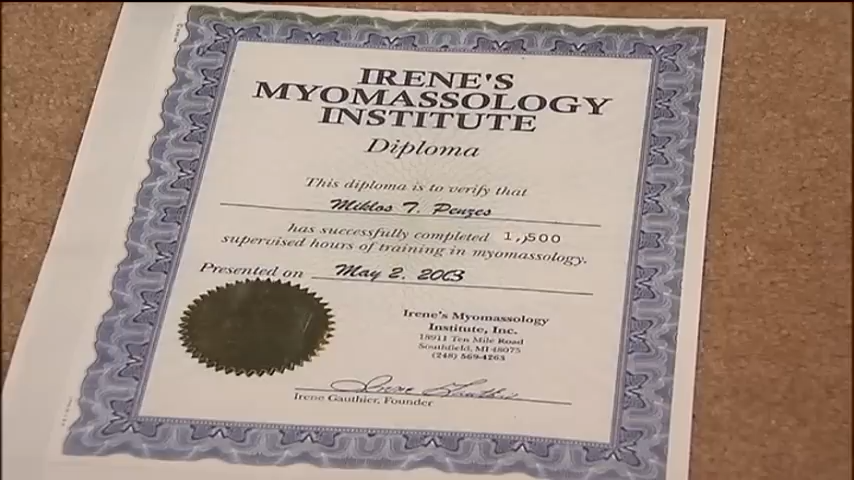 IRENE'S
MYOMASSOLOGY
INSTITUTE
Diploma
This diploma is to verify that
Miklos T. Penzes
has successfully completed 1,500
supervised hours of training in myomassology.
Presented on May 2, 2003
Irene's Myomassology
Institute, Inc.
18911 Ten Mile Road
Southfield, MI 48075
(248) 569-4263
Irene Gauthier
Irene Gauthier, Founder